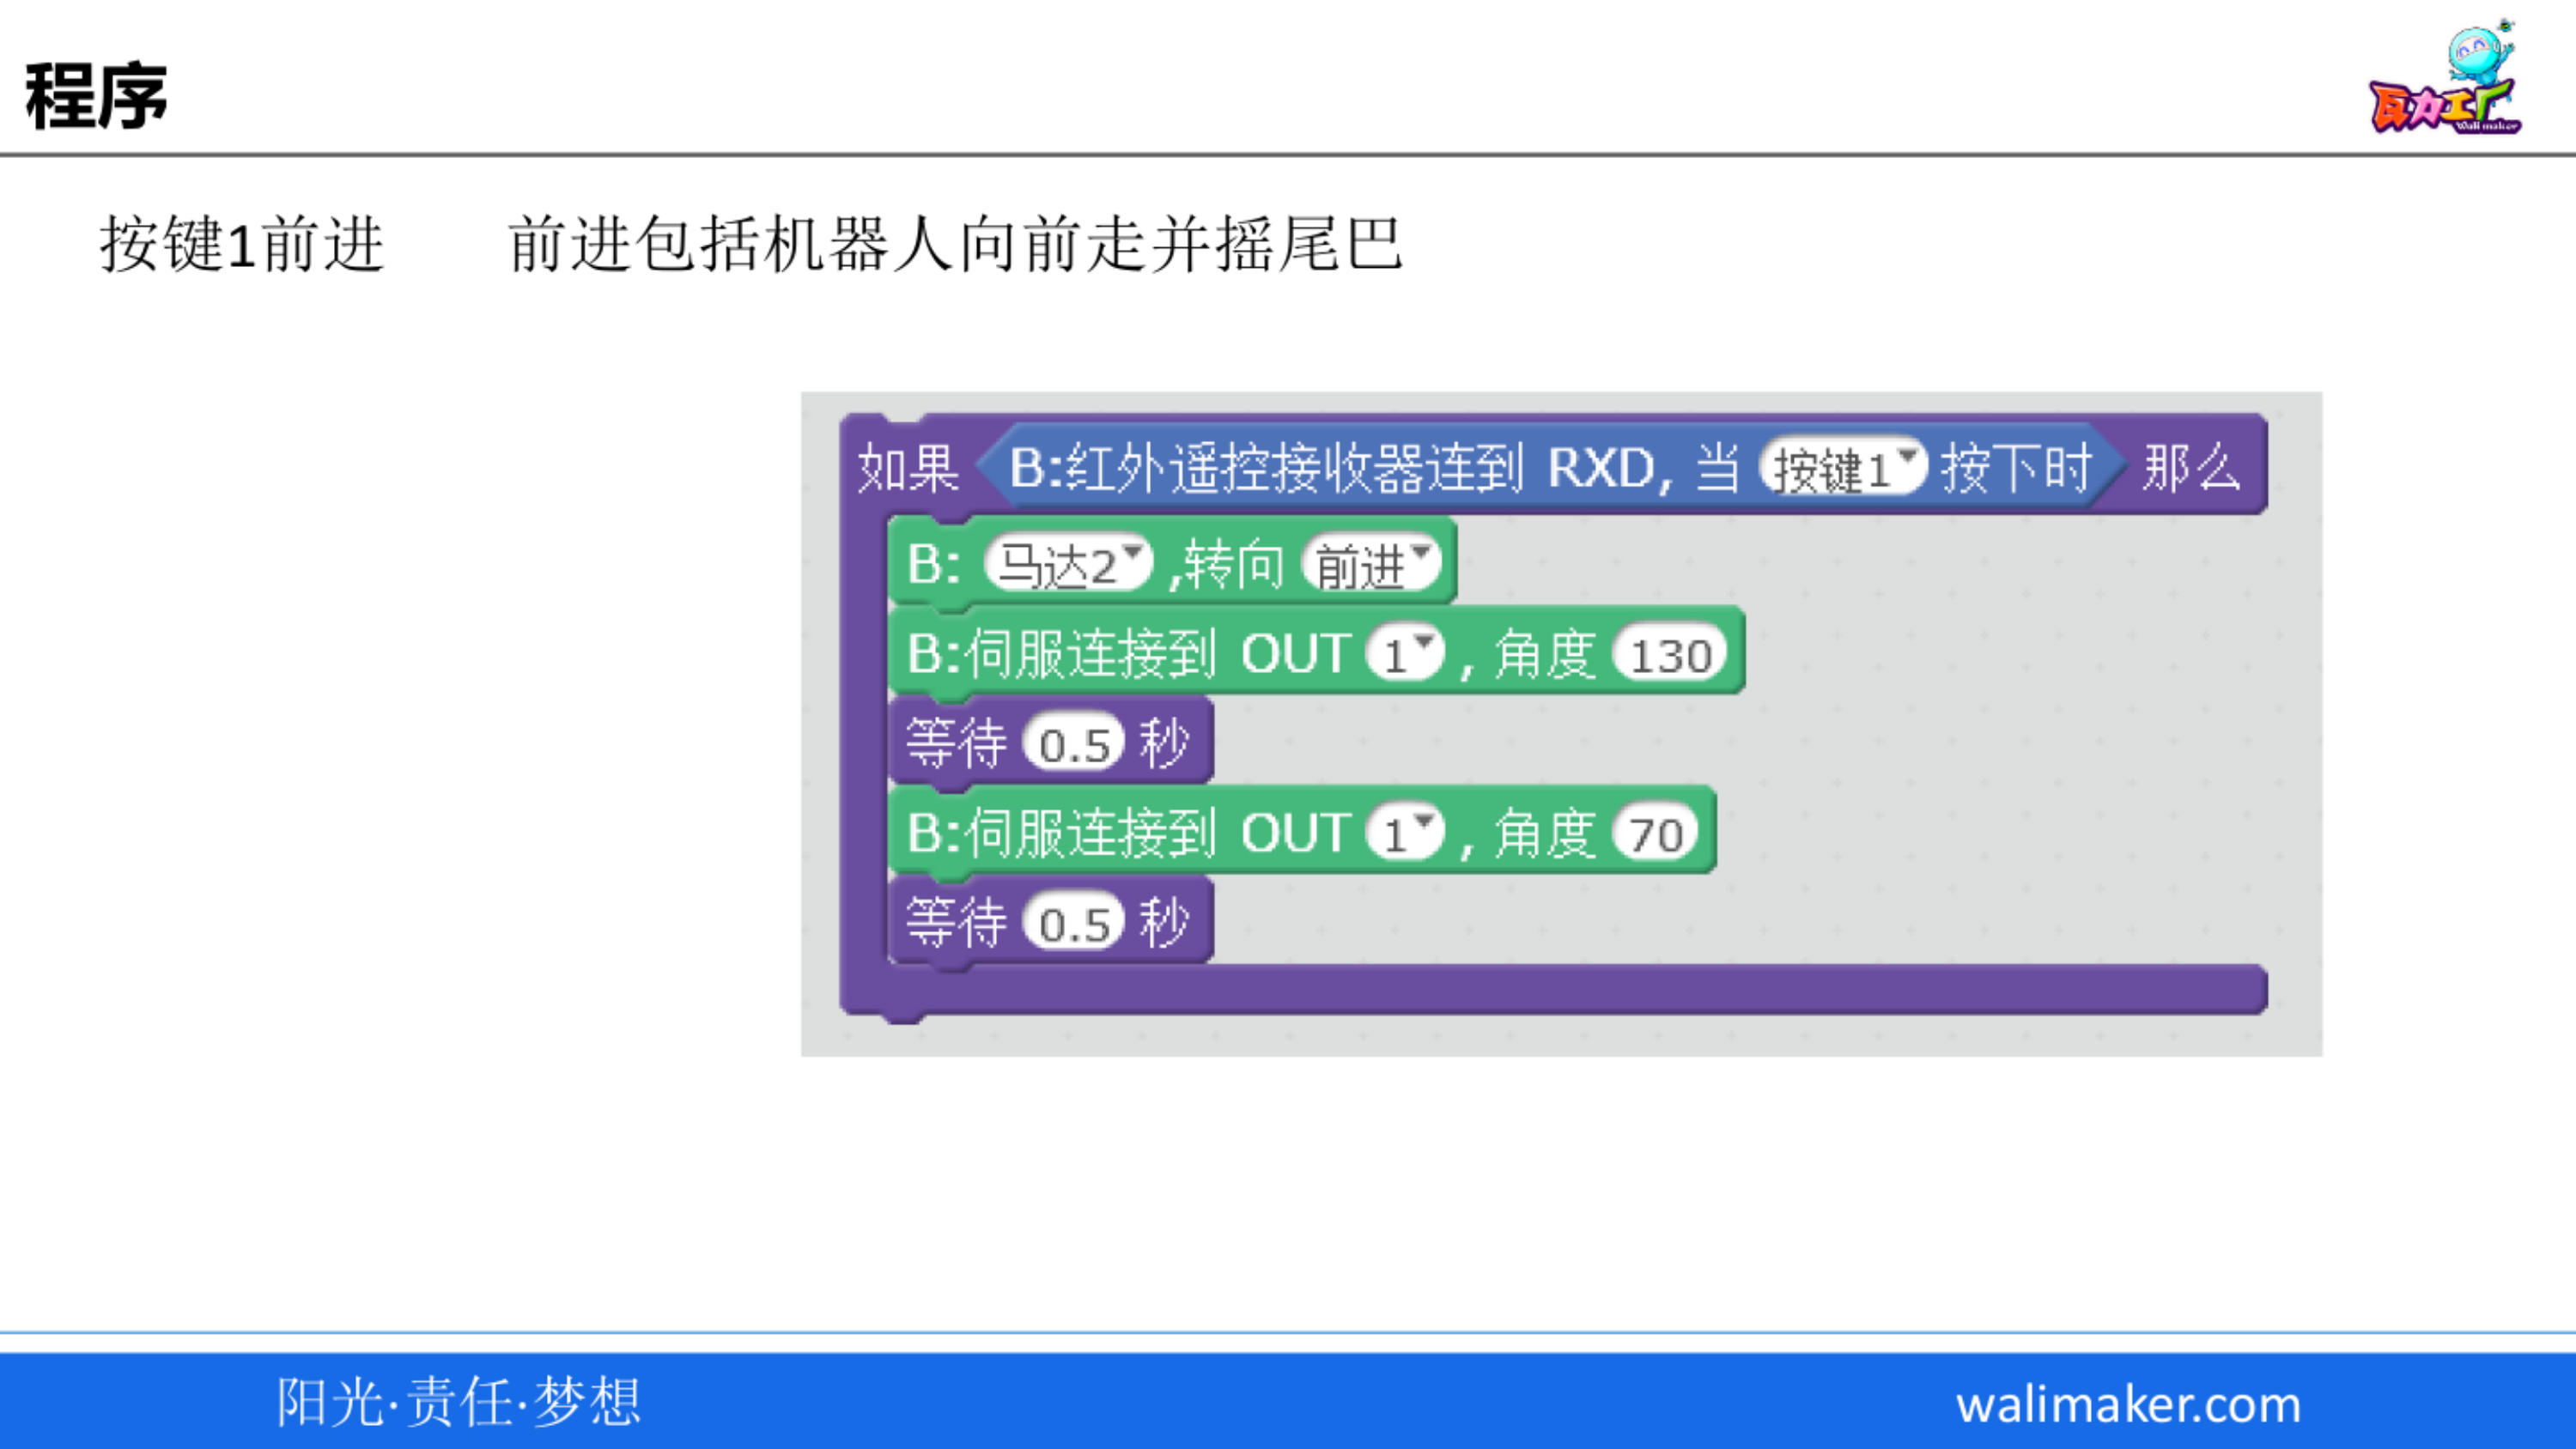 程序
瓦力工厂
Wali maker
按键1前进 前进包括机器人向前走并摇尾巴
如果 B:红外遥控接收器连到 RXD, 当 按键1 按下时 那么
B: 马达2 ,转向 前进
B:伺服连接到 OUT 1 , 角度 130
等待 0.5 秒
B:伺服连接到 OUT 1 , 角度 70
等待 0.5 秒
阳光·责任·梦想
walimaker.com